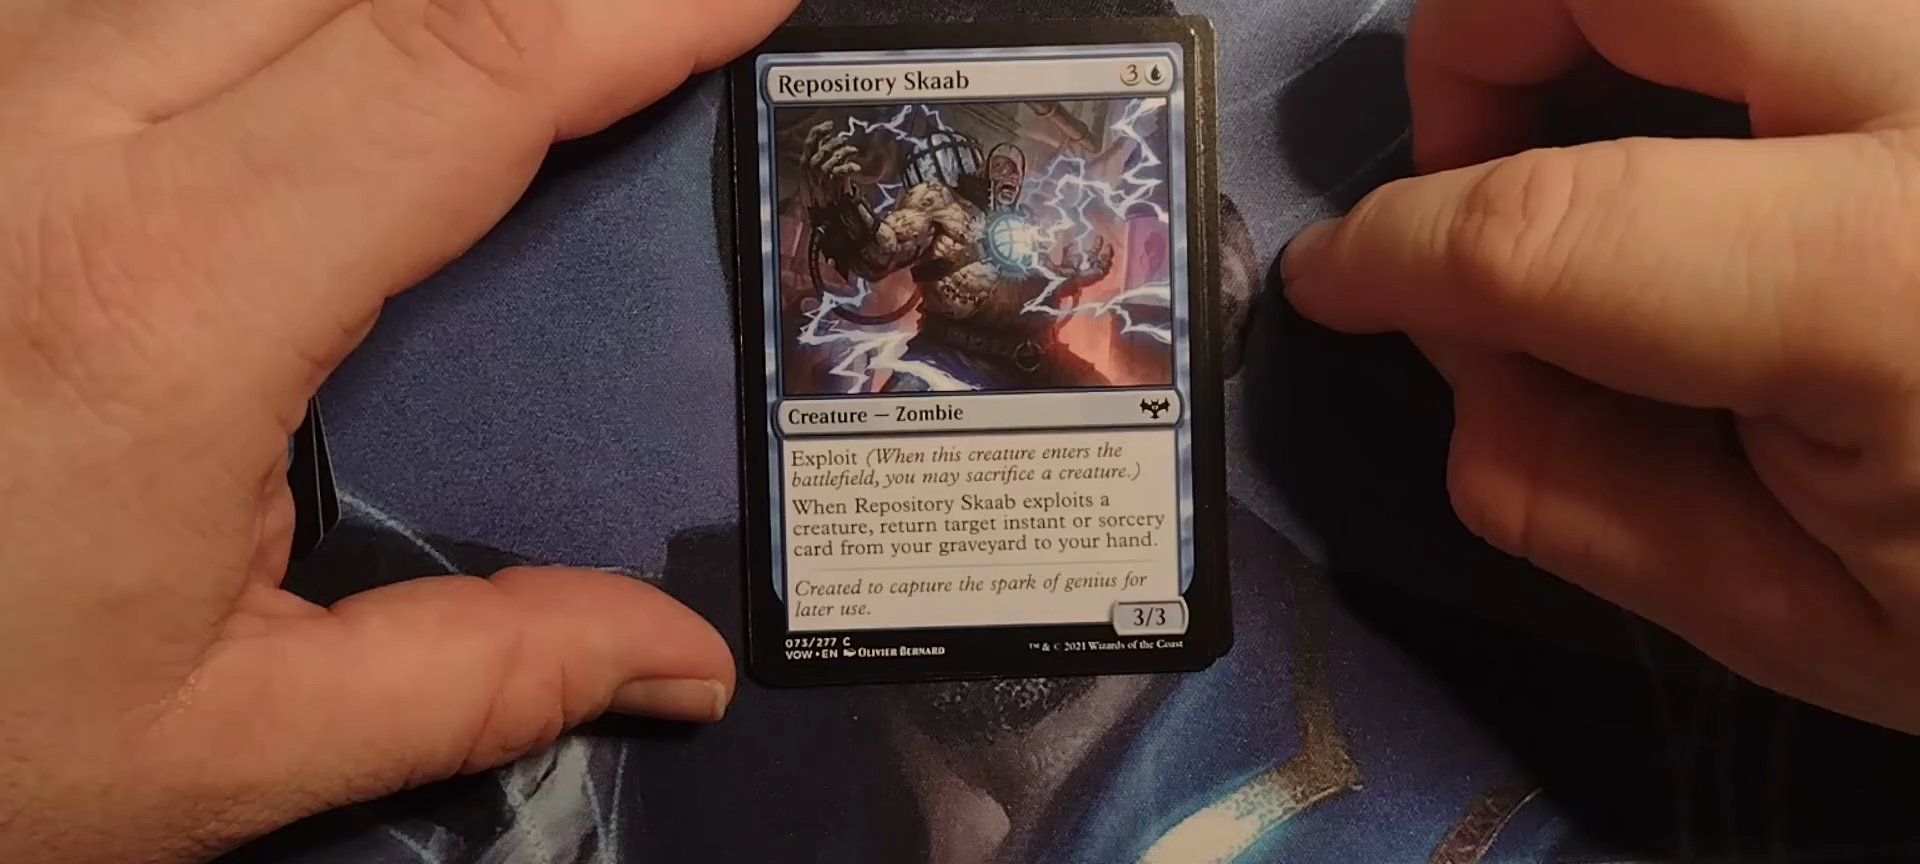 Repository Skaab 3
Creature — Zombie
Exploit (When this creature enters the
battlefield, you may sacrifice a creature.)
When Repository Skaab exploits a
creature, return target instant or sorcery
card from your graveyard to your hand.
Created to capture the spark of genius for
later use.
3/3
073/277 C
VOW • EN OLIVIER BERNARD
™ & © 2021 Wizards of the Coast